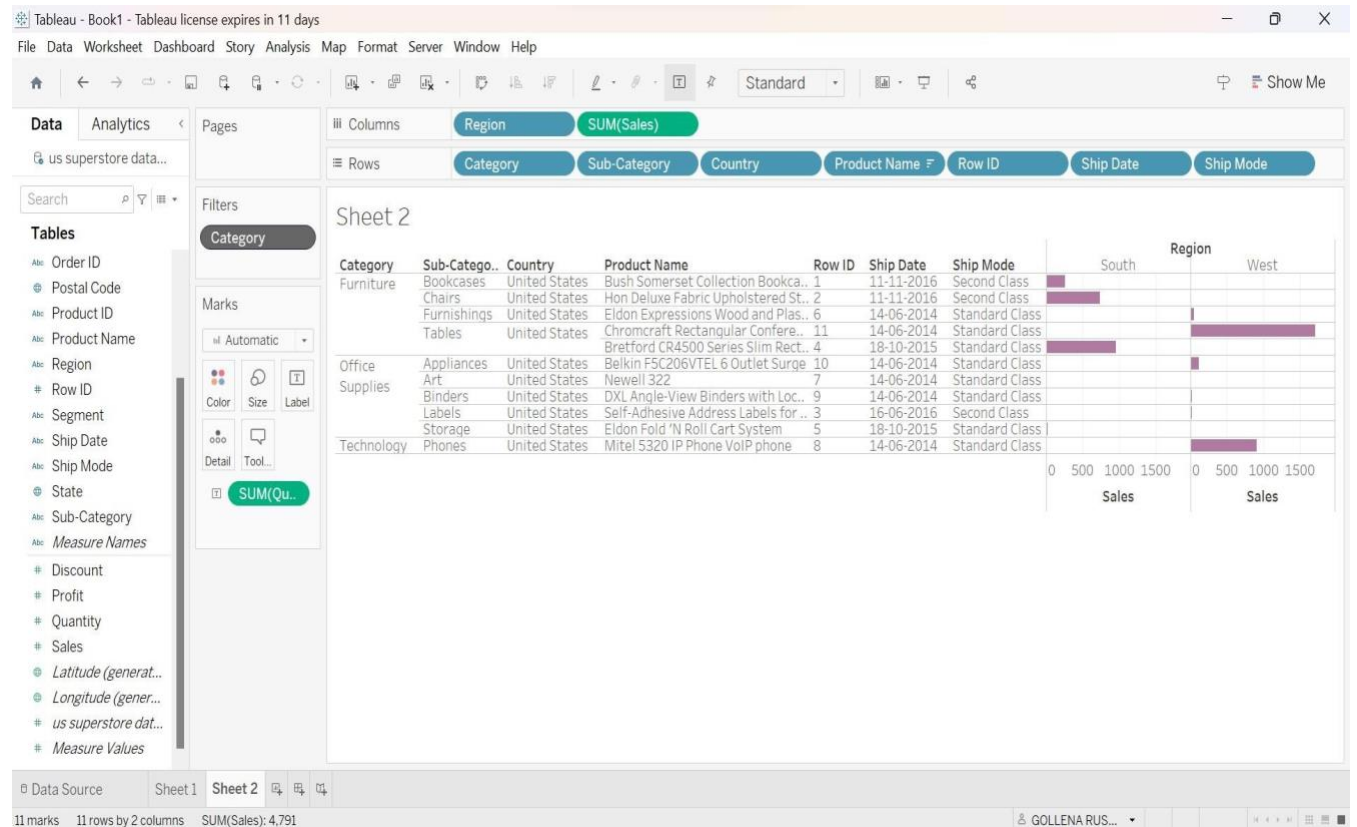 Tableau - Book1 - Tableau license expires in 11 days
File Data Worksheet Dashboard Story Analysis Map Format Server Window Help
Standard
Show Me
Data Analytics
us superstore data...
Search
Tables
Abc Order ID
Postal Code
Abc Product ID
Abc Product Name
Abc Region
# Row ID
Abc Segment
Abc Ship Date
Abc Ship Mode
State
Abc Sub-Category
Abc Measure Names
# Discount
# Profit
# Quantity
# Sales
Latitude (generat...
Longitude (gener...
# us superstore dat...
# Measure Values
Pages
Filters
Category
Marks
Automatic
Color Size Label
Detail Tool...
SUM(Qu..
Columns Region SUM(Sales)
Rows Category Sub-Category Country Product Name Row ID Ship Date Ship Mode
Sheet 2
Region
Category Sub-Catego.. Country Product Name Row ID Ship Date Ship Mode South West
Furniture Bookcases United States Bush Somerset Collection Bookca.. 1 11-11-2016 Second Class
Chairs United States Hon Deluxe Fabric Upholstered St.. 2 11-11-2016 Second Class
Furnishings United States Eldon Expressions Wood and Plas.. 6 14-06-2014 Standard Class
Tables United States Chromcraft Rectangular Confere.. 11 14-06-2014 Standard Class
Bretford CR4500 Series Slim Rect.. 4 18-10-2015 Standard Class
Office Supplies Appliances United States Belkin F5C206VTEL 6 Outlet Surge 10 14-06-2014 Standard Class
Art United States Newell 322 7 14-06-2014 Standard Class
Binders United States DXL Angle-View Binders with Loc.. 9 14-06-2014 Standard Class
Labels United States Self-Adhesive Address Labels for .. 3 16-06-2016 Second Class
Storage United States Eldon Fold 'N Roll Cart System 5 18-10-2015 Standard Class
Technology Phones United States Mitel 5320 IP Phone VoIP phone 8 14-06-2014 Standard Class
0 500 1000 1500 0 500 1000 1500
Sales Sales
Data Source Sheet 1 Sheet 2
11 marks 11 rows by 2 columns SUM(Sales): 4,791 GOLLENA RUS...